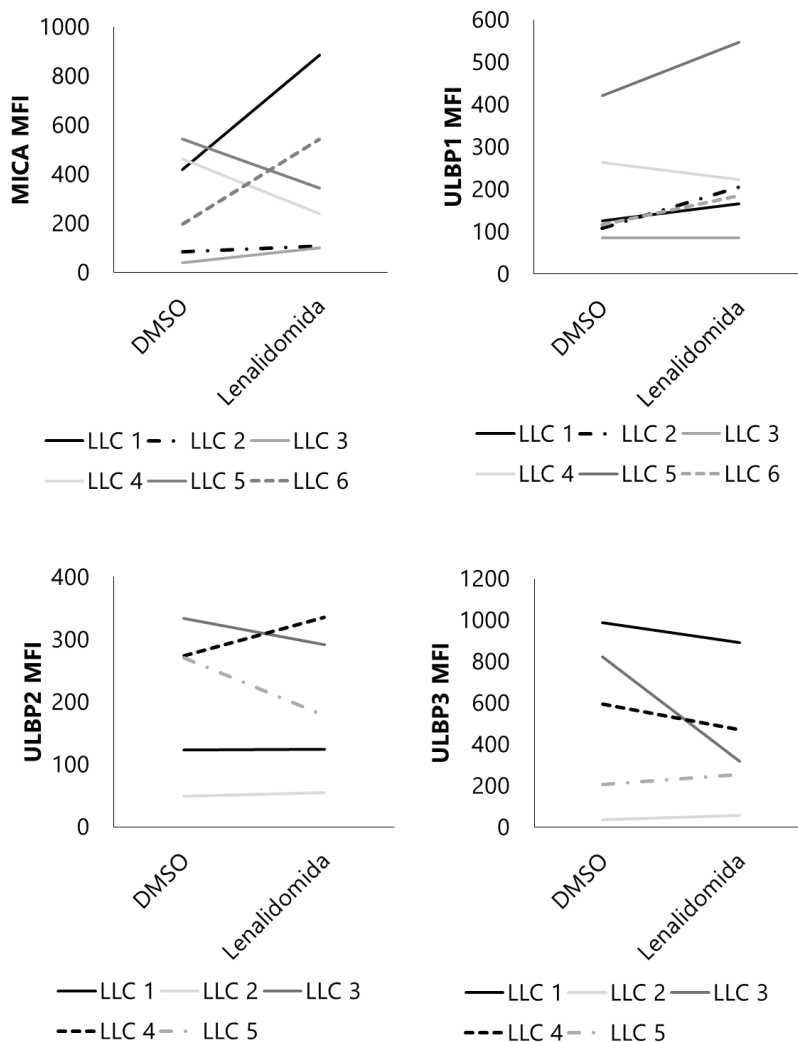 1000
800
600
400
200
0
MICA MFI
DMSO
Lenalidomida
LLC 1 LLC 2 LLC 3
LLC 4 LLC 5 LLC 6
600
500
400
300
200
100
0
ULBP1 MFI
DMSO
Lenalidomida
LLC 1 LLC 2 LLC 3
LLC 4 LLC 5 LLC 6
400
300
200
100
0
ULBP2 MFI
DMSO
Lenalidomida
LLC 1 LLC 2 LLC 3
LLC 4 LLC 5
1200
1000
800
600
400
200
0
ULBP3 MFI
DMSO
Lenalidomida
LLC 1 LLC 2 LLC 3
LLC 4 LLC 5